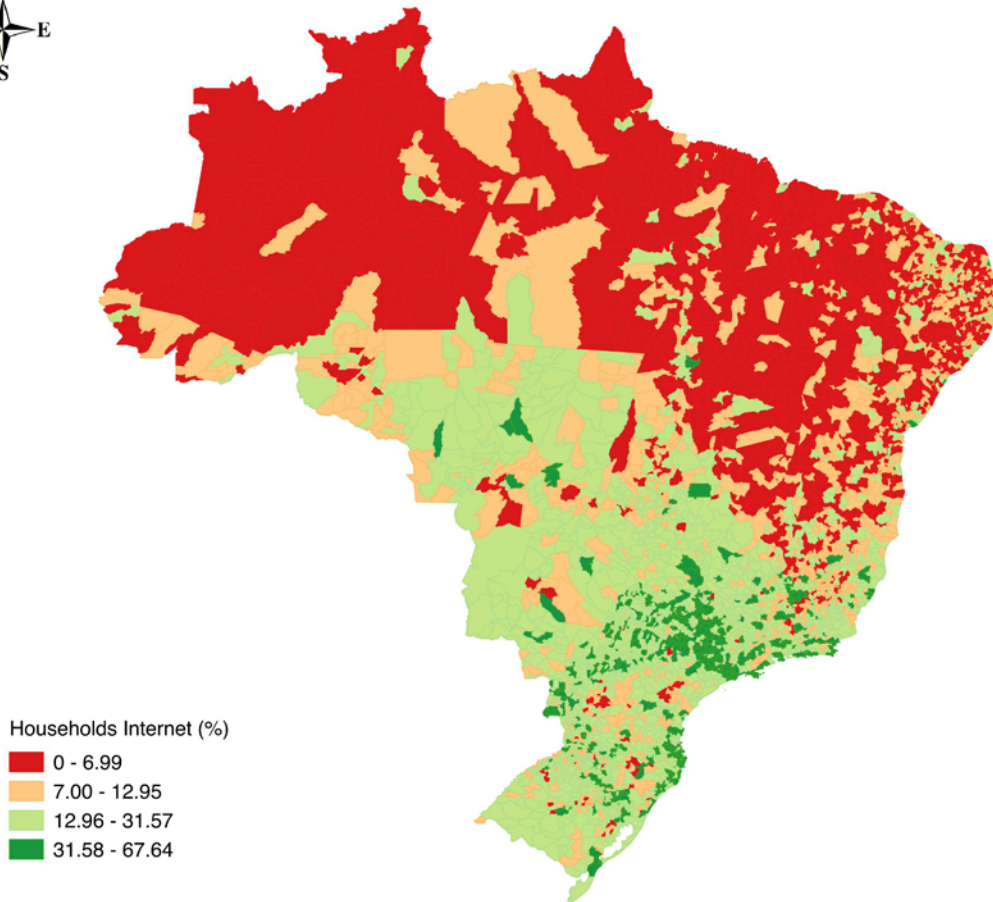 E
S
Households Internet (%)
0 - 6.99
7.00 - 12.95
12.96 - 31.57
31.58 - 67.64